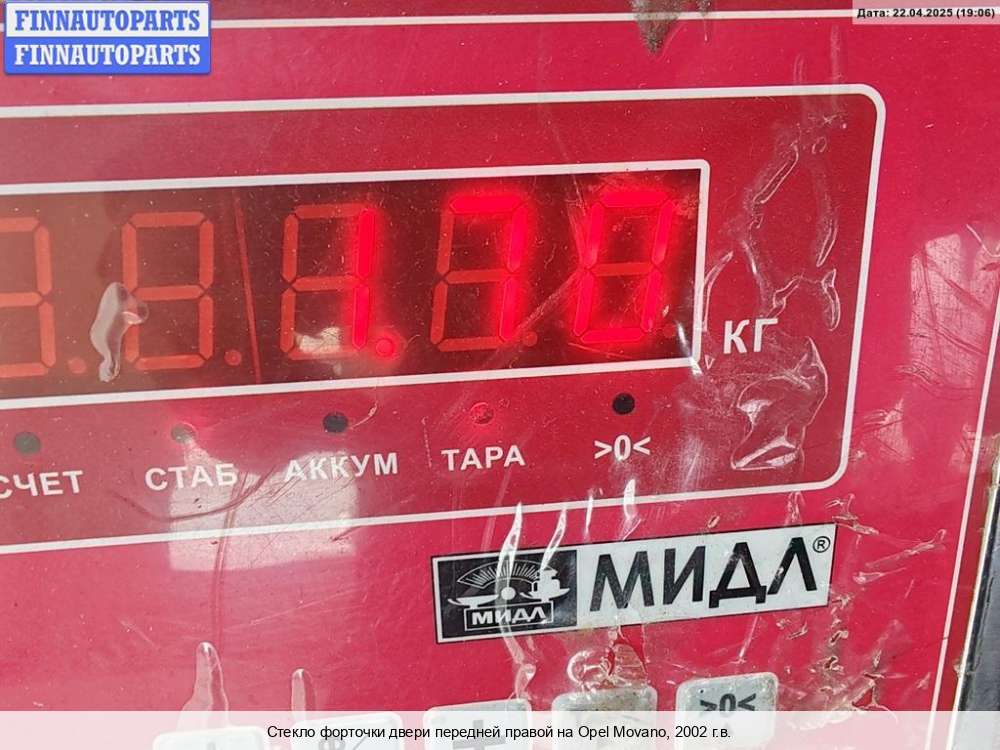 FINNAUTOPARTS
FINNAUTOPARTS
Дата: 22.04.2025 (19:06)
1.70
КГ
СЧЕТ СТАБ АККУМ ТАРА >0<
МИДЛ МИДЛ®
>0<
Стекло форточки двери передней правой на Opel Movano, 2002 г.в.